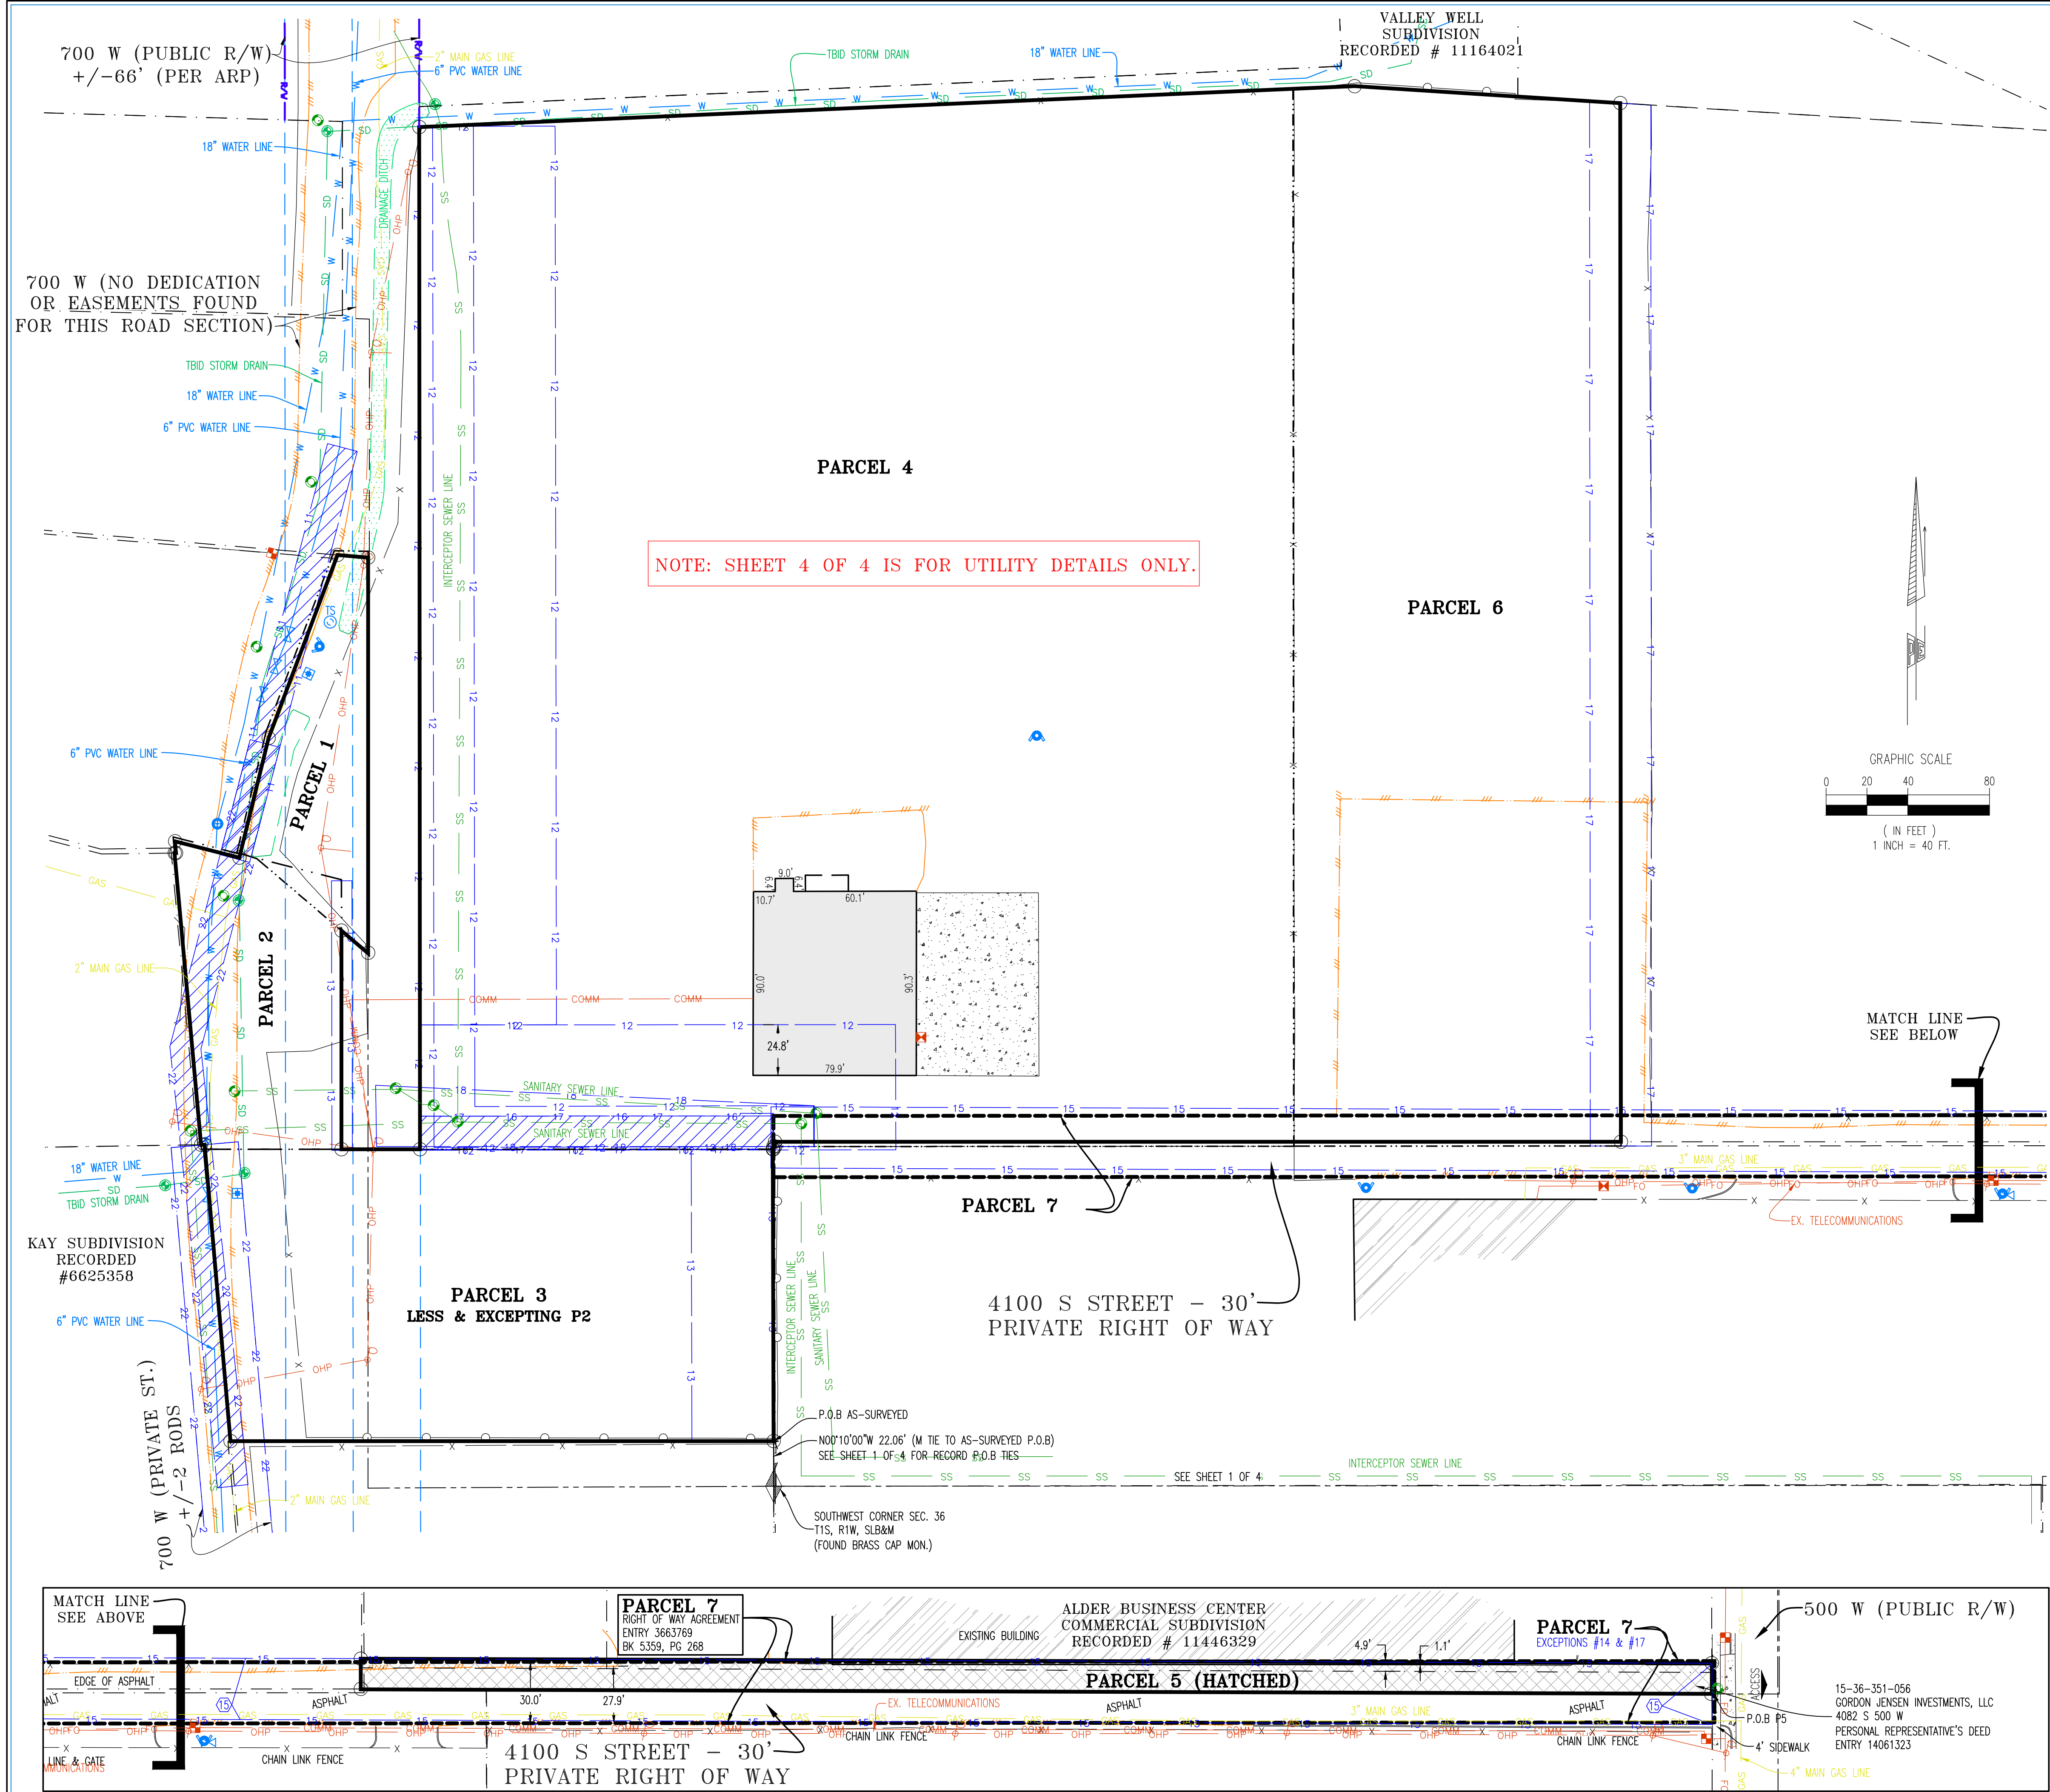 VALLEY WELL
SUBDIVISION
RECORDED # 11164021
700 W (PUBLIC R/W)
+/-66' (PER ARP)
R/W
R/W
2" MAIN GAS LINE
6" PVC WATER LINE
TBID STORM DRAIN
18" WATER LINE
18" WATER LINE
DRAINAGE DITCH
700 W (NO DEDICATION
OR EASEMENTS FOUND
FOR THIS ROAD SECTION)
TBID STORM DRAIN
18" WATER LINE
6" PVC WATER LINE
INTERCEPTOR SEWER LINE
PARCEL 4
NOTE: SHEET 4 OF 4 IS FOR UTILITY DETAILS ONLY.
PARCEL 6
6" PVC WATER LINE
PARCEL 1
GRAPHIC SCALE
0 20 40 80
( IN FEET )
1 INCH = 40 FT.
9.0'
6.4'
6.4'
10.7'
60.1'
90.0'
90.3'
24.8'
79.9'
COMM COMM COMM
2" MAIN GAS LINE
PARCEL 2
MATCH LINE
SEE BELOW
SANITARY SEWER LINE
SANITARY SEWER LINE
18" WATER LINE
W
SD
TBID STORM DRAIN
3" MAIN GAS LINE
EX. TELECOMMUNICATIONS
PARCEL 7
KAY SUBDIVISION
RECORDED
#6625358
6" PVC WATER LINE
PARCEL 3
LESS & EXCEPTING P2
INTERCEPTOR SEWER LINE
SANITARY SEWER LINE
4100 S STREET - 30'
PRIVATE RIGHT OF WAY
700 W (PRIVATE ST.)
+/-2 RODS
P.O.B AS-SURVEYED
N00°10'00"W 22.06' (M TIE TO AS-SURVEYED P.O.B)
SEE SHEET 1 OF 4 FOR RECORD P.O.B TIES
INTERCEPTOR SEWER LINE
SEE SHEET 1 OF 4
2" MAIN GAS LINE
SOUTHWEST CORNER SEC. 36
T1S, R1W, SLB&M
(FOUND BRASS CAP MON.)
MATCH LINE
SEE ABOVE
PARCEL 7
RIGHT OF WAY AGREEMENT
ENTRY 3663769
BK 5359, PG 268
EXISTING BUILDING
ALDER BUSINESS CENTER
COMMERCIAL SUBDIVISION
RECORDED # 11446329
4.9'
1.1'
PARCEL 7
EXCEPTIONS #14 & #17
500 W (PUBLIC R/W)
EDGE OF ASPHALT
PARCEL 5 (HATCHED)
ACCESS
15
ASPHALT
30.0'
27.9'
EX. TELECOMMUNICATIONS
ASPHALT
3" MAIN GAS LINE
ASPHALT
15
P.O.B P5
15-36-351-056
GORDON JENSEN INVESTMENTS, LLC
4082 S 500 W
PERSONAL REPRESENTATIVE'S DEED
ENTRY 14061323
LINE & GATE
CHAIN LINK FENCE
CHAIN LINK FENCE
CHAIN LINK FENCE
4' SIDEWALK
4100 S STREET - 30'
PRIVATE RIGHT OF WAY
4" MAIN GAS LINE